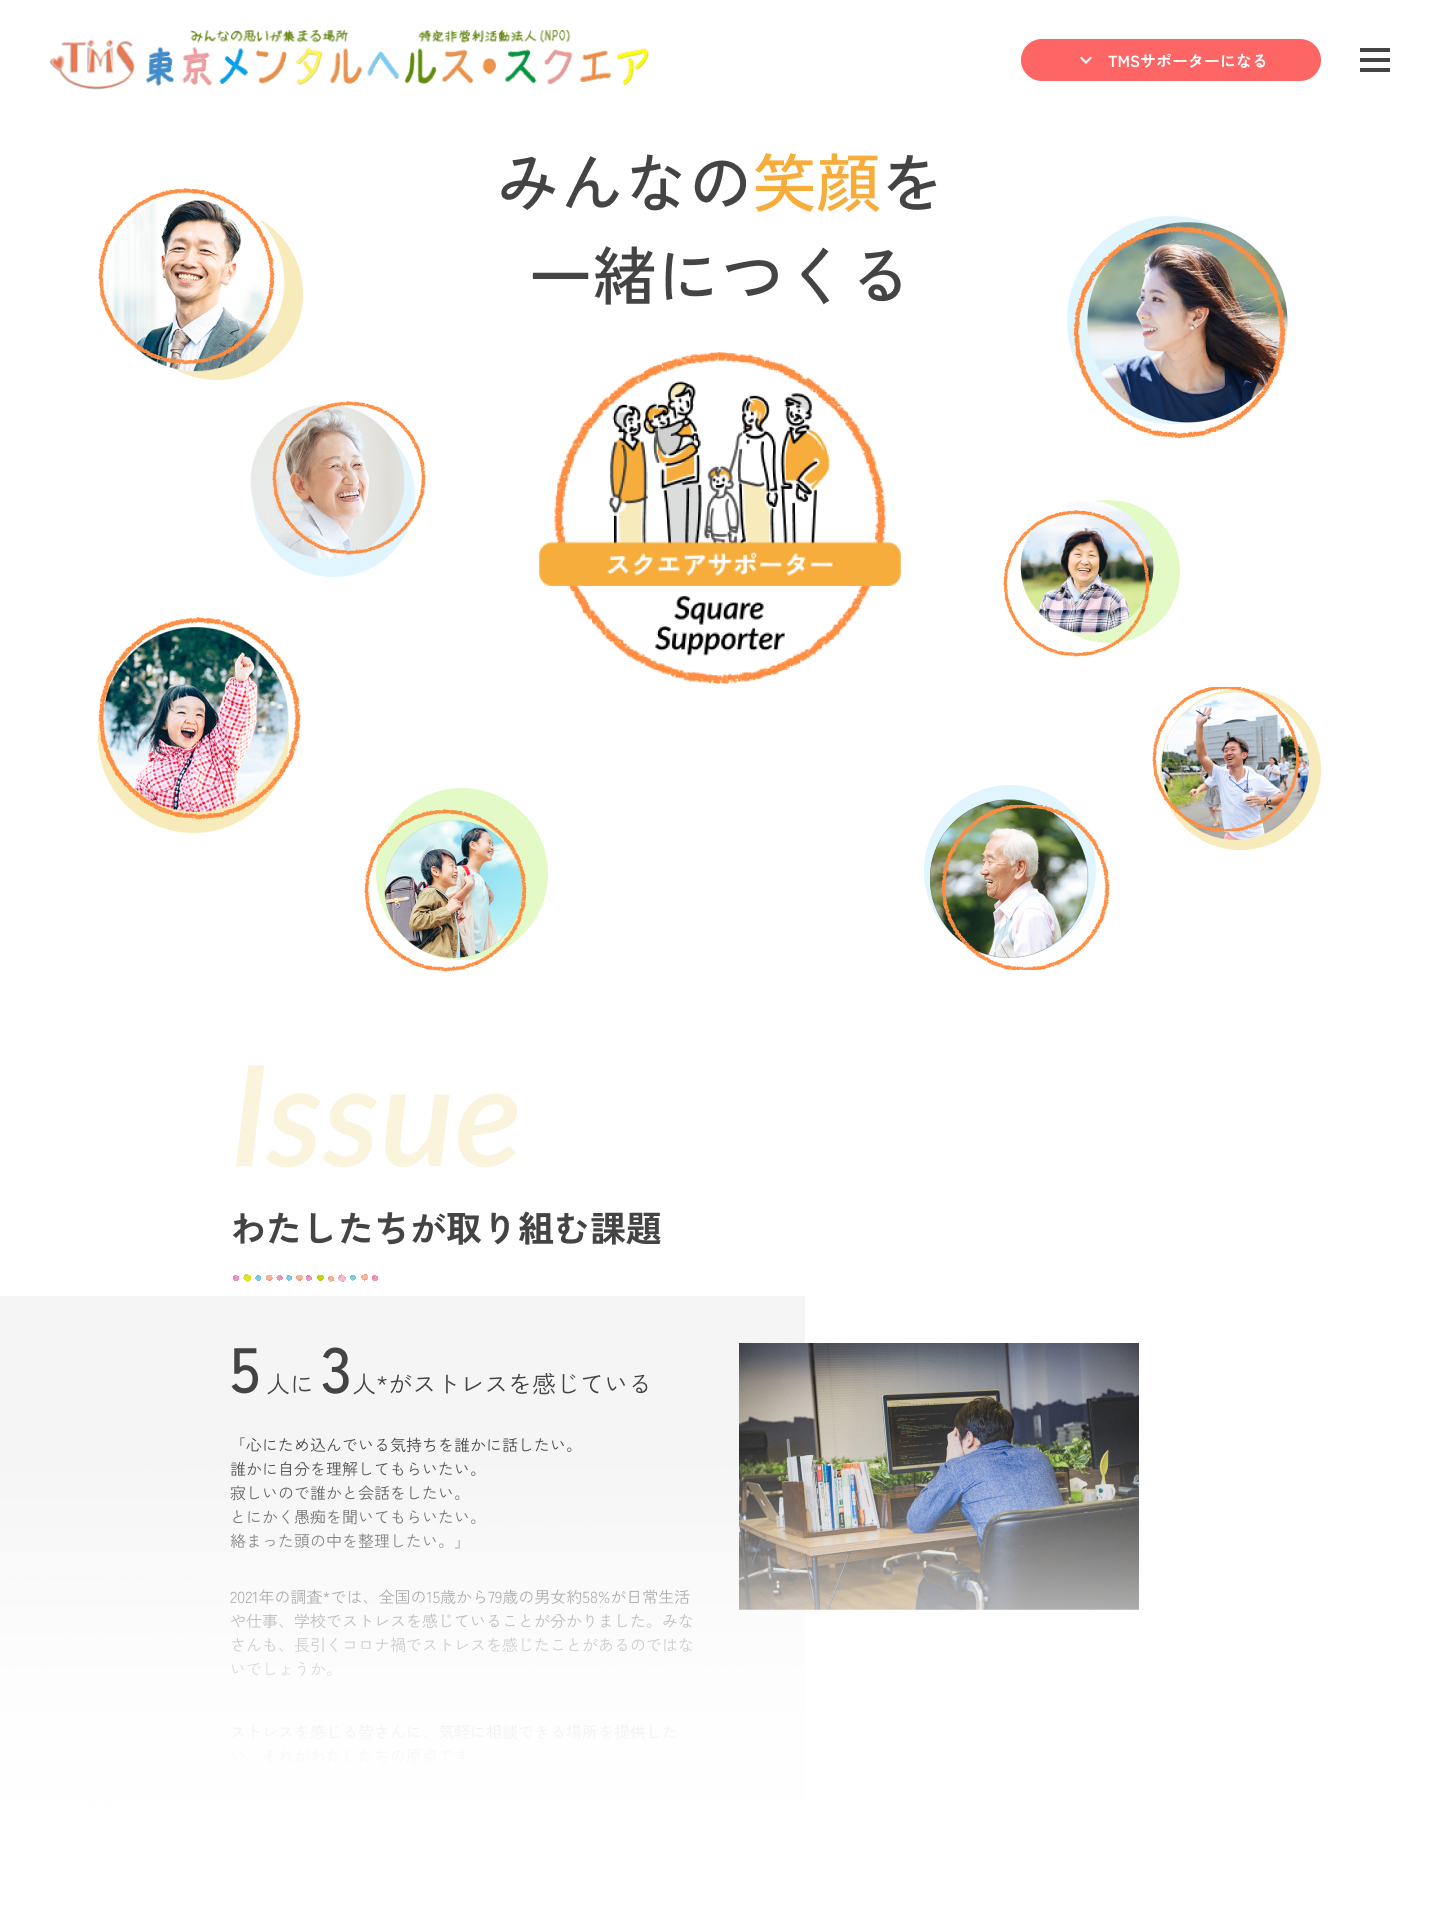 みんなの思いが集まる場所
特定非営利活動法人(NPO)
TMS 東京メンタルヘルス・スクエア
TMSサポーターになる
みんなの笑顔を
一緒につくる
スクエアサポーター
Square
Supporter
Issue
わたしたちが取り組む課題
5人に3人*がストレスを感じている
「心にため込んでいる気持ちを誰かに話したい。
誰かに自分を理解してもらいたい。
寂しいので誰かと会話をしたい。
とにかく愚痴を聞いてもらいたい。
絡まった頭の中を整理したい。」
2021年の調査*では、全国の15歳から79歳の男女約58%が日常生活
や仕事、学校でストレスを感じていることが分かりました。みな
さんも、長引くコロナ禍でストレスを感じたことがあるのではな
いでしょうか。
ストレスを感じる皆さんに、気軽に相談できる場所を提供した
い、それがわたしたちの原点です。